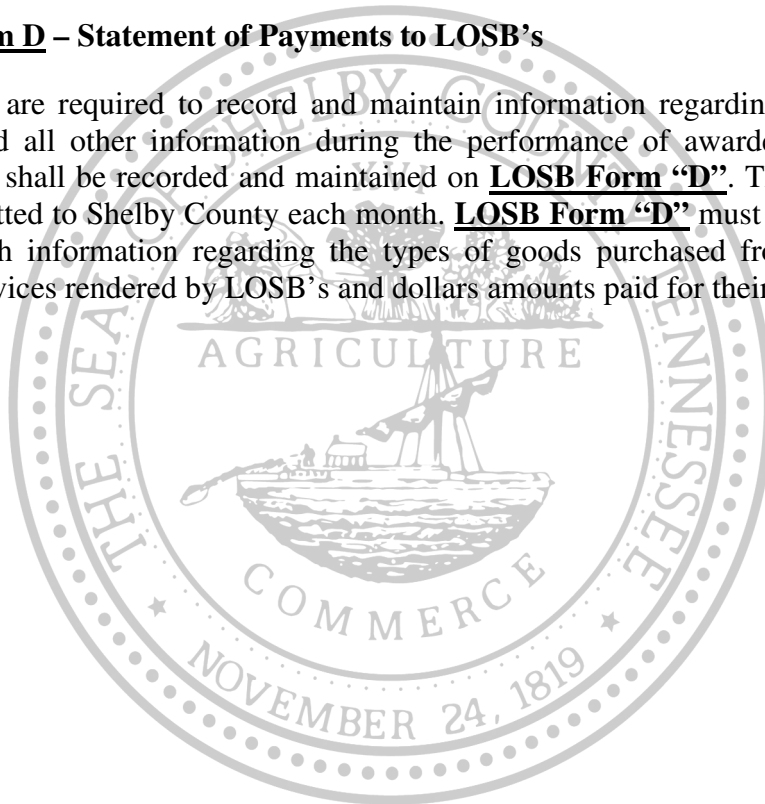 m D – Statement of Payments to LOSB's
are required to record and maintain information regardin
d all other information during the performance of awarde
shall be recorded and maintained on LOSB Form “D”. T
tted to Shelby County each month. LOSB Form “D” must
h information regarding the types of goods purchased fr
vices rendered by LOSB's and dollars amounts paid for their
THE SEAL OF SHELBY COUNTY TENNESSEE
XVI
AGRICULTURE
COMMERCE
NOVEMBER 24, 1819